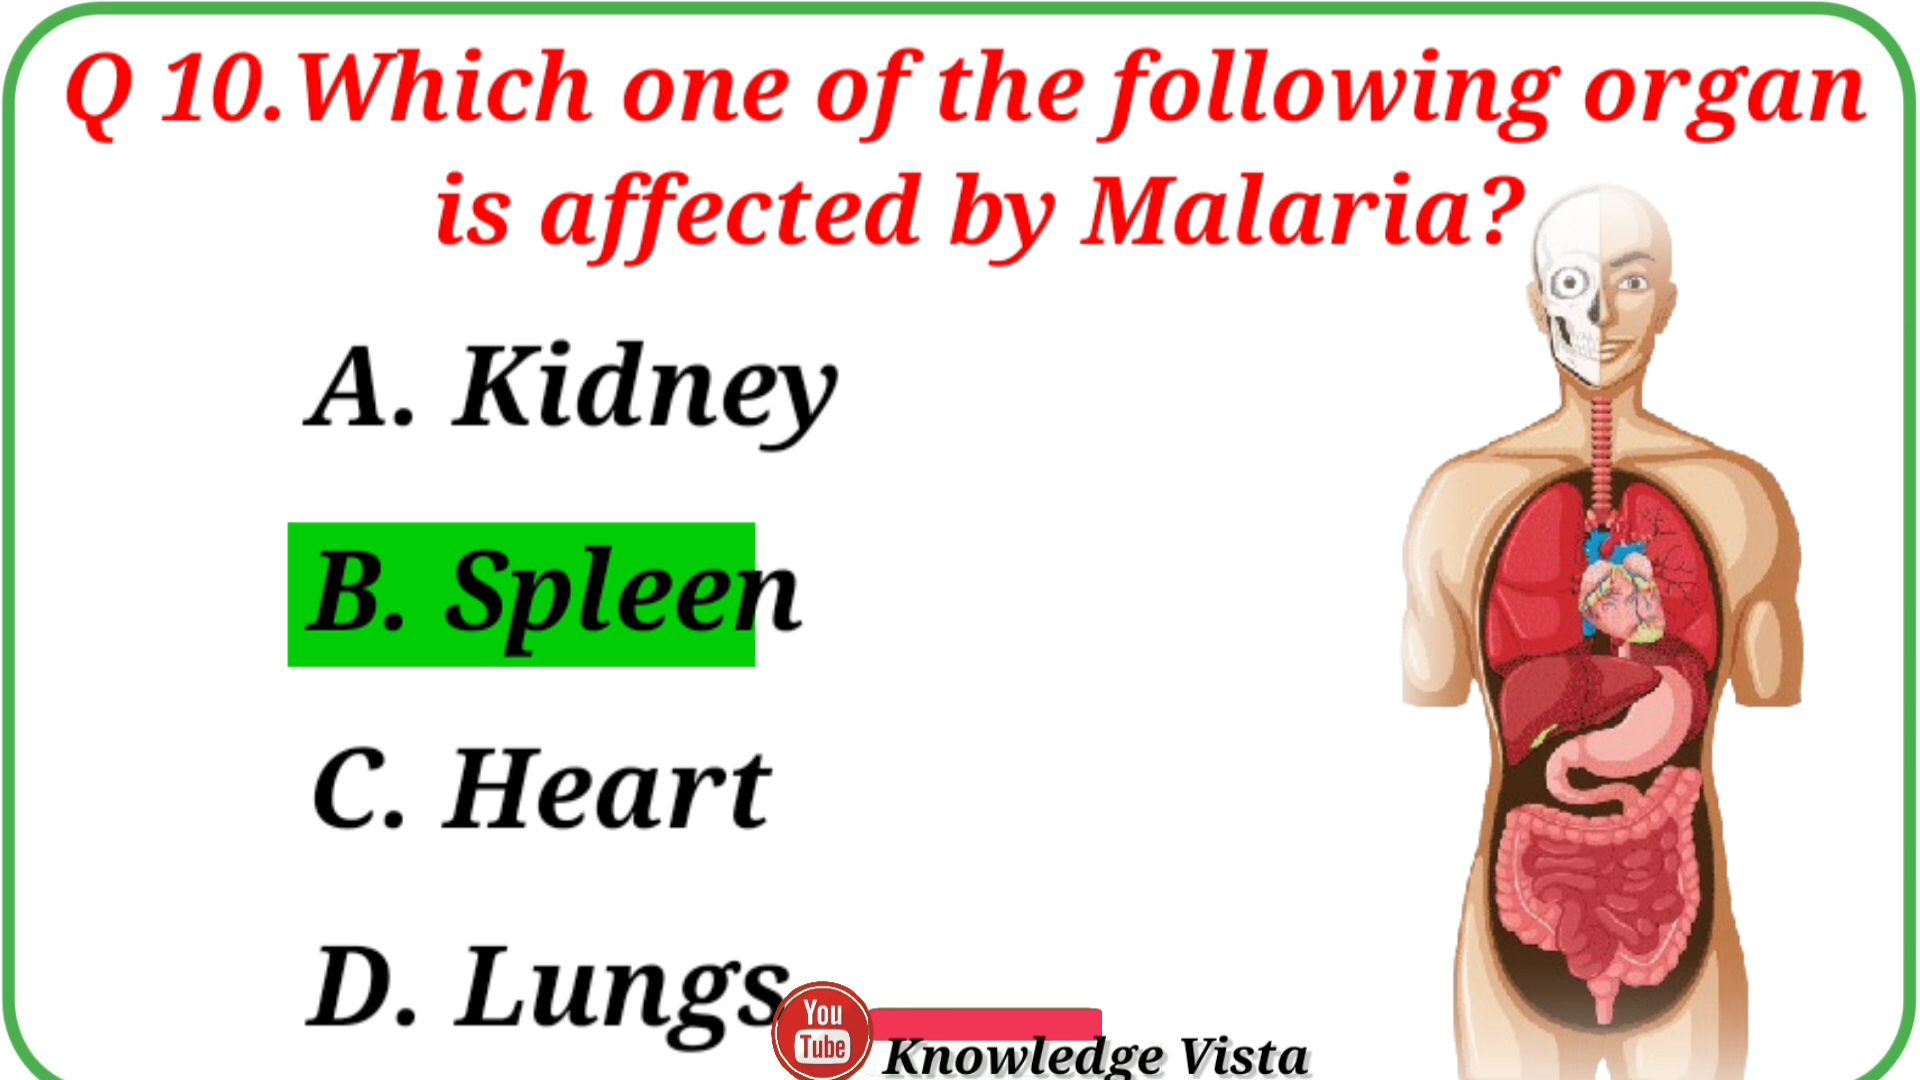 Q 10.Which one of the following organ
is affected by Malaria?
A. Kidney
B. Spleen
C. Heart
D. Lungs
You
Tube
Knowledge Vista